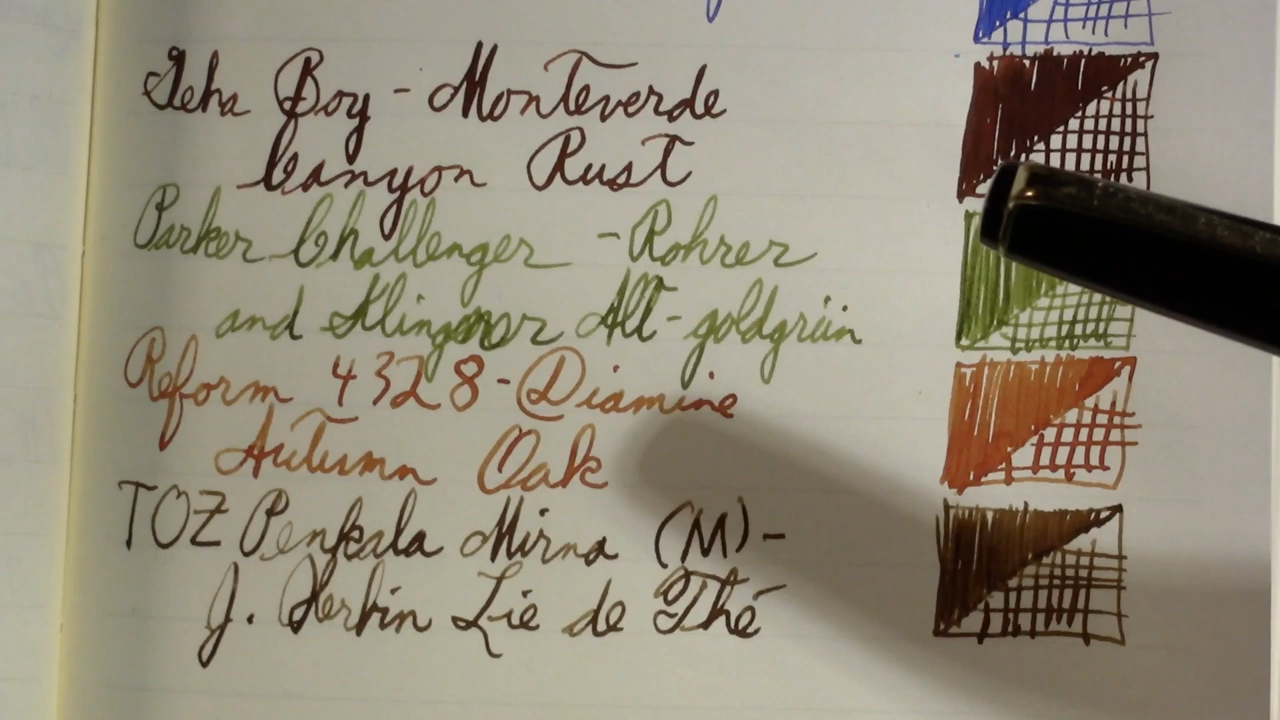 Geha Boy - Monteverde
Canyon Rust
Parker Challenger - Rohrer
and Klingner Alt-goldgrün
Reform 4328 - Diamine
Autumn Oak
TOZ Penkala Mirna (M) -
J. Herbin Lie de Thé